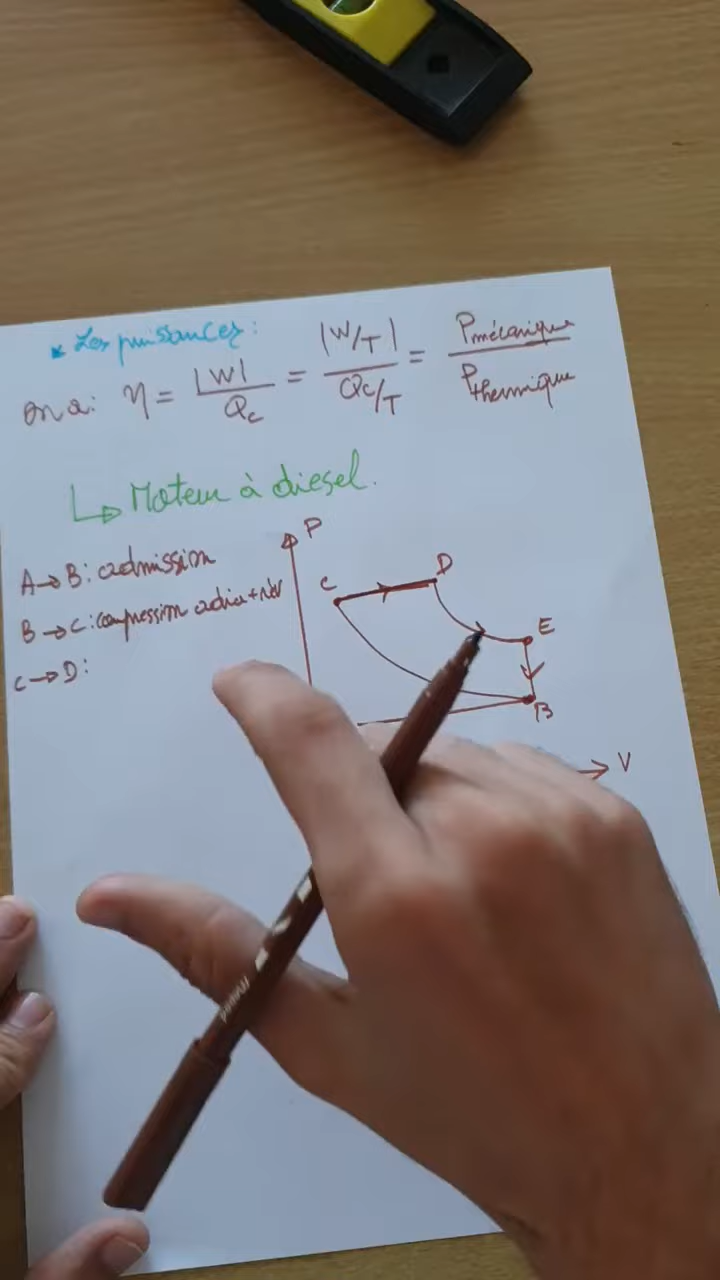 * Les puissances:
on a: η = |W| / Qc = |W/T| / Qc/T = Pmécanique / Pthermique
↳ Moteur à diesel.
A→B: admission
B→C: compression adia+rév
C→D:
P
C
D
E
B
V